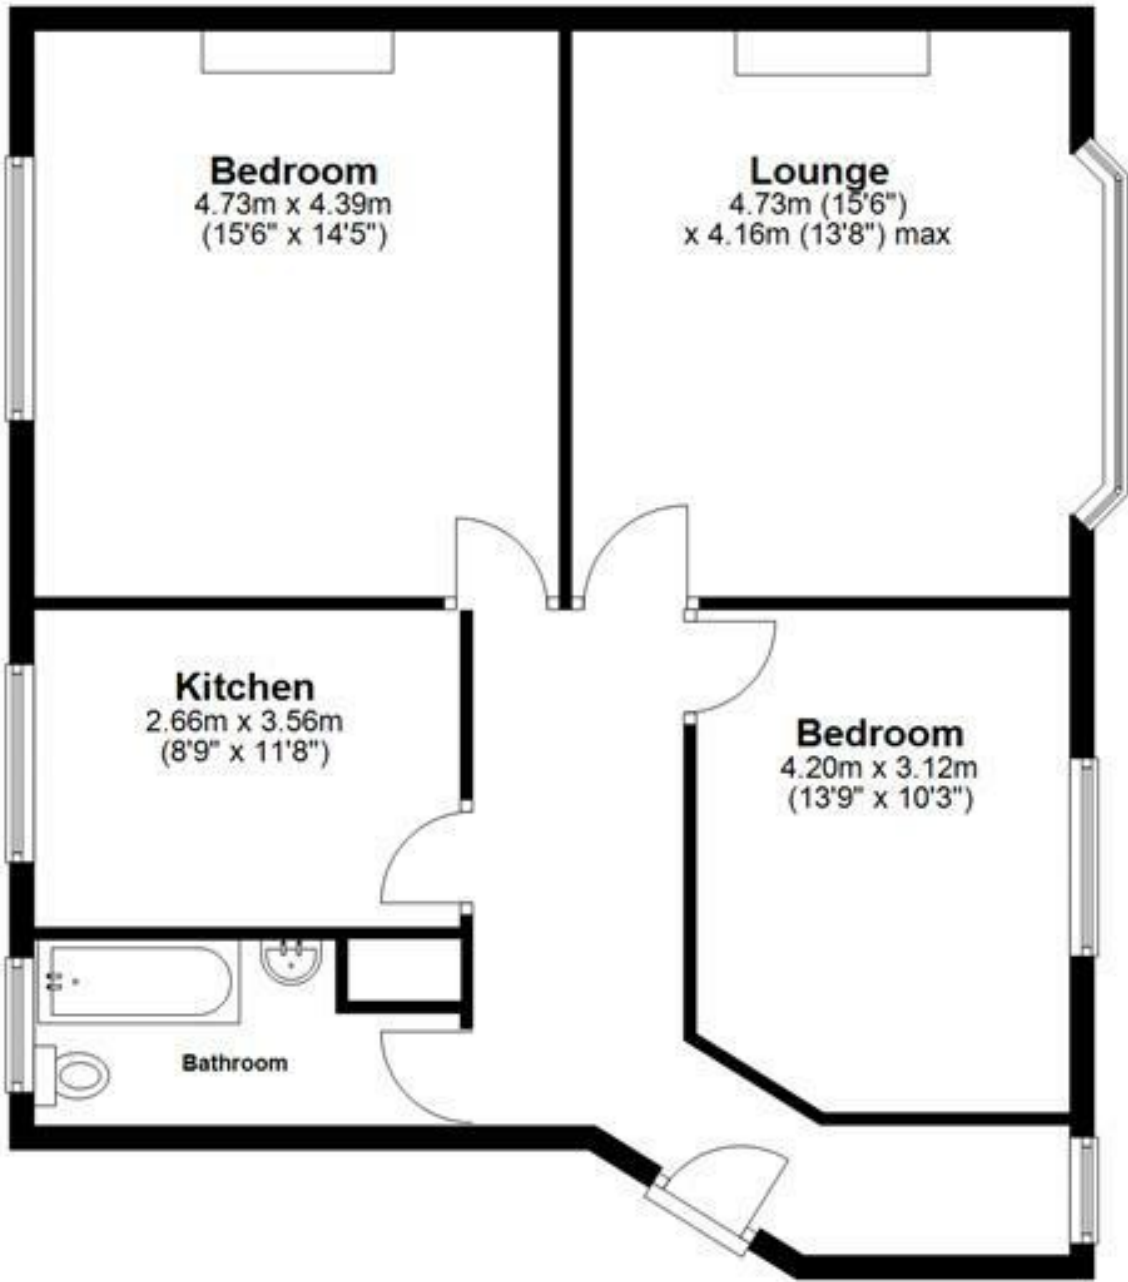 Bedroom
4.73m x 4.39m
(15'6" x 14'5")
Lounge
4.73m (15'6")
x 4.16m (13'8") max
Kitchen
2.66m x 3.56m
(8'9" x 11'8")
Bedroom
4.20m x 3.12m
(13'9" x 10'3")
Bathroom